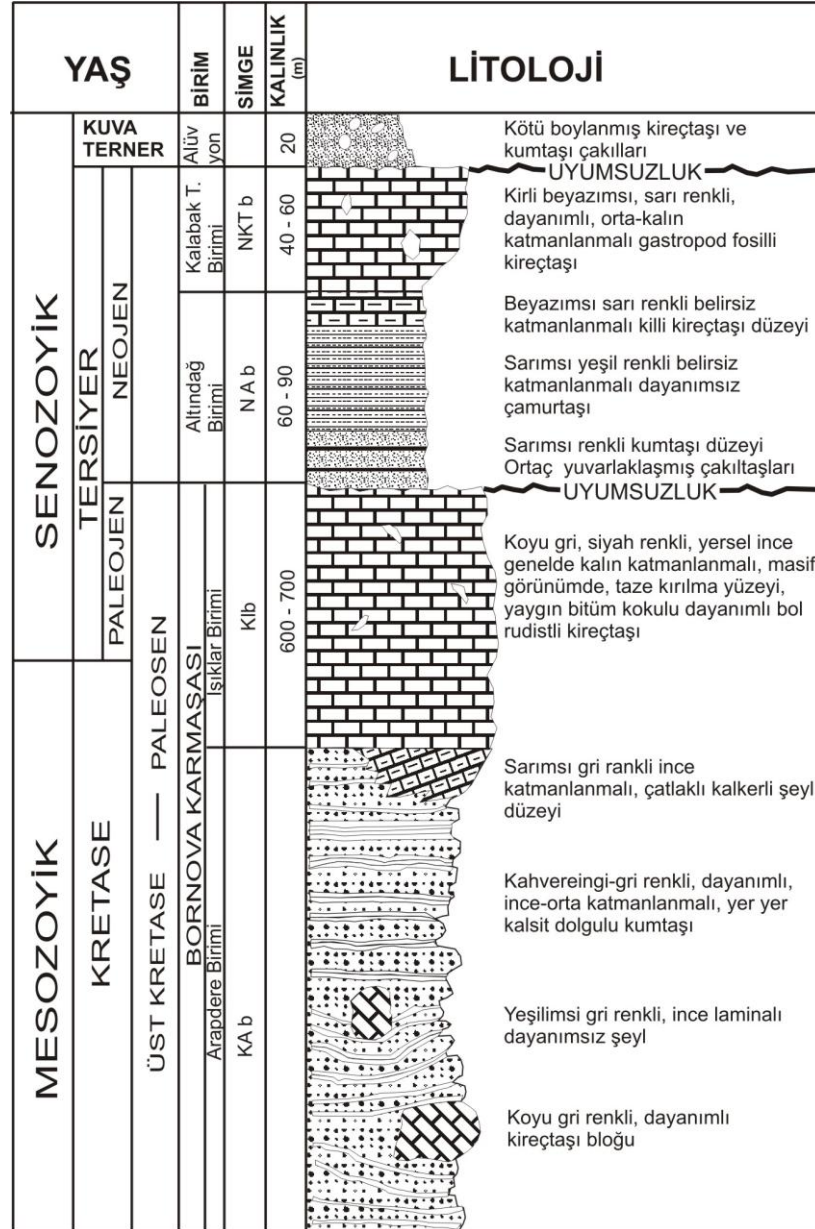 YAŞ
BİRİM
SİMGE
KALINLIK
(m)
LİTOLOJİ
SENOZOYİK
KUVA
TERNER
Alüv
yon
20
Kötü boylanmış kireçtaşı ve
kumtaşı çakılları
UYUMSUZLUK
TERSİYER
NEOJEN
Kalabak T.
Birimi
NKT b
40 - 60
Kirli beyazımsı, sarı renkli,
dayanımlı, orta-kalın
katmanlanmalı gastropod fosilli
kireçtaşı
Altındağ
Birimi
N A b
60 - 90
Beyazımsı sarı renkli belirsiz
katmanlanmalı killi kireçtaşı düzeyi
Sarımsı yeşil renkli belirsiz
katmanlanmalı dayanımsız
çamurtaşı
Sarımsı renkli kumtaşı düzeyi
Ortaç yuvarlaklaşmış çakıltaşları
UYUMSUZLUK
PALEOJEN
ÜST KRETASE — PALEOSEN
BORNOVA KARMAŞASI
Işıklar Birimi
KIb
600 - 700
Koyu gri, siyah renkli, yersel ince
genelde kalın katmanlanmalı, masif
görünümde, taze kırılma yüzeyi,
yaygın bitüm kokulu dayanımlı bol
rudistli kireçtaşı
MESOZOYİK
KRETASE
Arapdere Birimi
KA b
Sarımsı gri rankli ince
katmanlanmalı, çatlaklı kalkerli şeyl
düzeyi
Kahvereingi-gri renkli, dayanımlı,
ince-orta katmanlanmalı, yer yer
kalsit dolgulu kumtaşı
Yeşilimsi gri renkli, ince laminalı
dayanımsız şeyl
Koyu gri renkli, dayanımlı
kireçtaşı bloğu